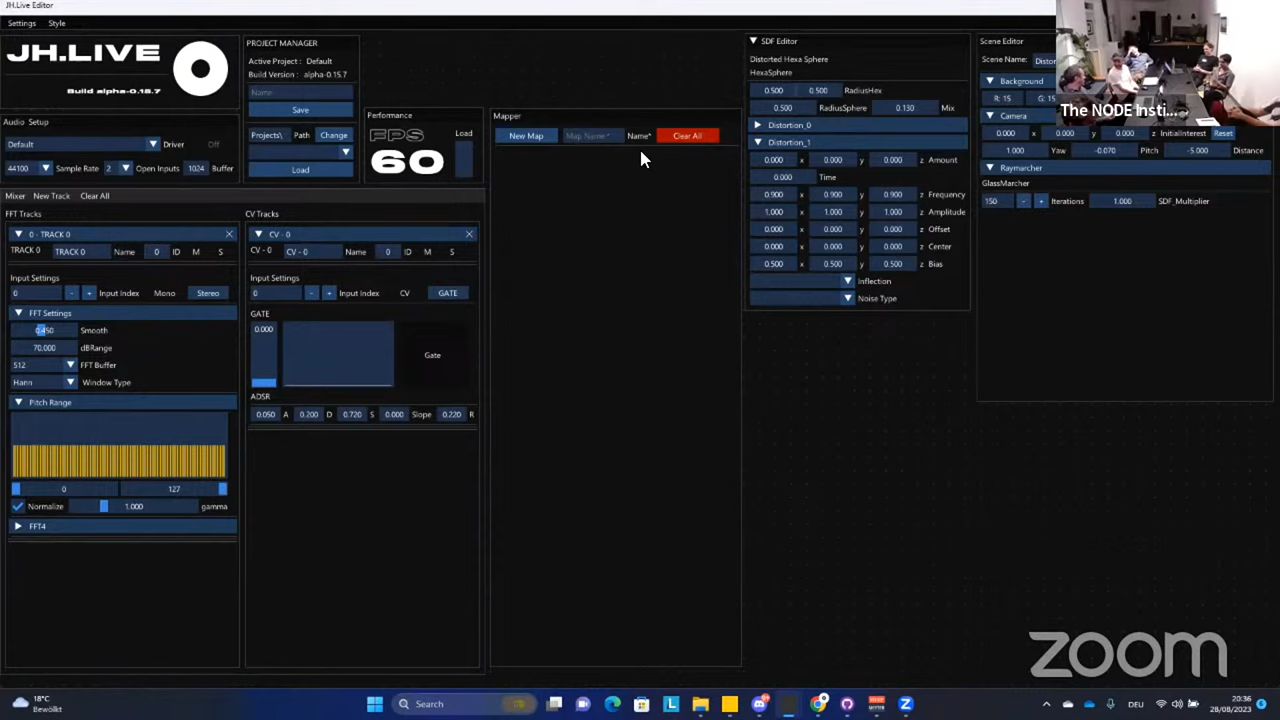 JH.Live Editor
Settings Style
JH.LIVE
Build alpha-0.15.7
PROJECT MANAGER
Active Project : Default
Build Version : alpha-0.15.7
Name
Save
Projects\ Path Change
Load
Audio Setup
Default Driver Off
44100 Sample Rate 2 Open Inputs 1024 Buffer
Performance
FPS
60
Load
Mixer New Track Clear All
FFT Tracks
0 - TRACK 0
TRACK 0 TRACK 0 Name 0 ID M S
Input Settings
0 - + Input Index Mono Stereo
FFT Settings
0.450 Smooth
70.000 dBRange
512 FFT Buffer
Hann Window Type
Pitch Range
0 127
Normalize 1.000 gamma
FFT4
CV Tracks
CV - 0
CV - 0 CV - 0 Name 0 ID M S
Input Settings
0 - + Input Index CV GATE
GATE
0.000
Gate
ADSR
0.050 A 0.200 D 0.720 S 0.000 Slope 0.220 R
Mapper
New Map Map Name* Name* Clear All
SDF Editor
Distorted Hexa Sphere
HexaSphere
0.500 0.500 RadiusHex
0.500 RadiusSphere 0.130 Mix
Distortion_0
Distortion_1
0.000 x 0.000 y 0.000 z Amount
0.000 Time
0.900 x 0.900 y 0.900 z Frequency
1.000 x 1.000 y 1.000 z Amplitude
0.000 x 0.000 y 0.000 z Offset
0.000 x 0.000 y 0.000 z Center
0.500 x 0.500 y 0.500 z Bias
Inflection
Noise Type
Scene Editor
Scene Name: Distor
Background
R: 15 G: 15
Camera
0.000 x 0.000 y 0.000 z InitialInterest Reset
1.000 Yaw -0.070 Pitch -5.000 Distance
Raymarcher
GlassMarcher
150 - + Iterations 1.000 SDF_Multiplier
The NODE Insti...
zoom
18°C
Bewölkt
Search
DEU
20:36
28/08/2023